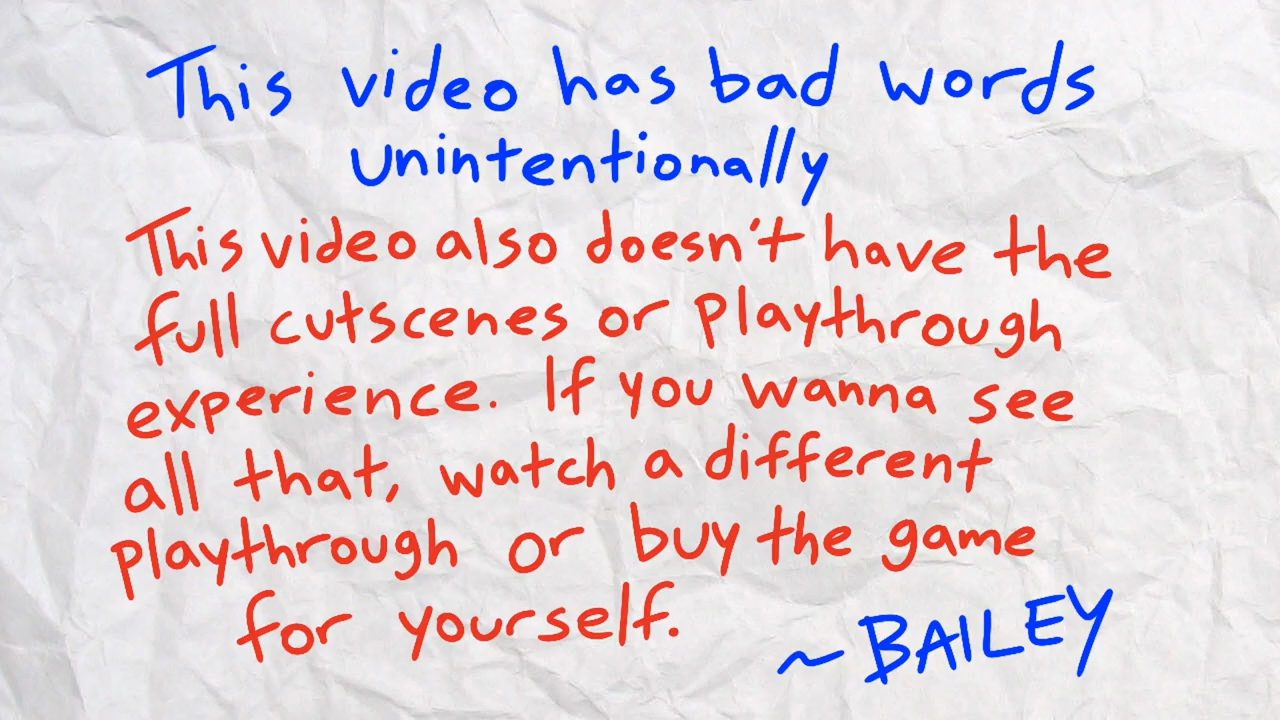 This video has bad words
unintentionally
This video also doesn't have the
full cutscenes or playthrough
experience. If you wanna see
all that, watch a different
playthrough or buy the game
for yourself.
~BAILEY